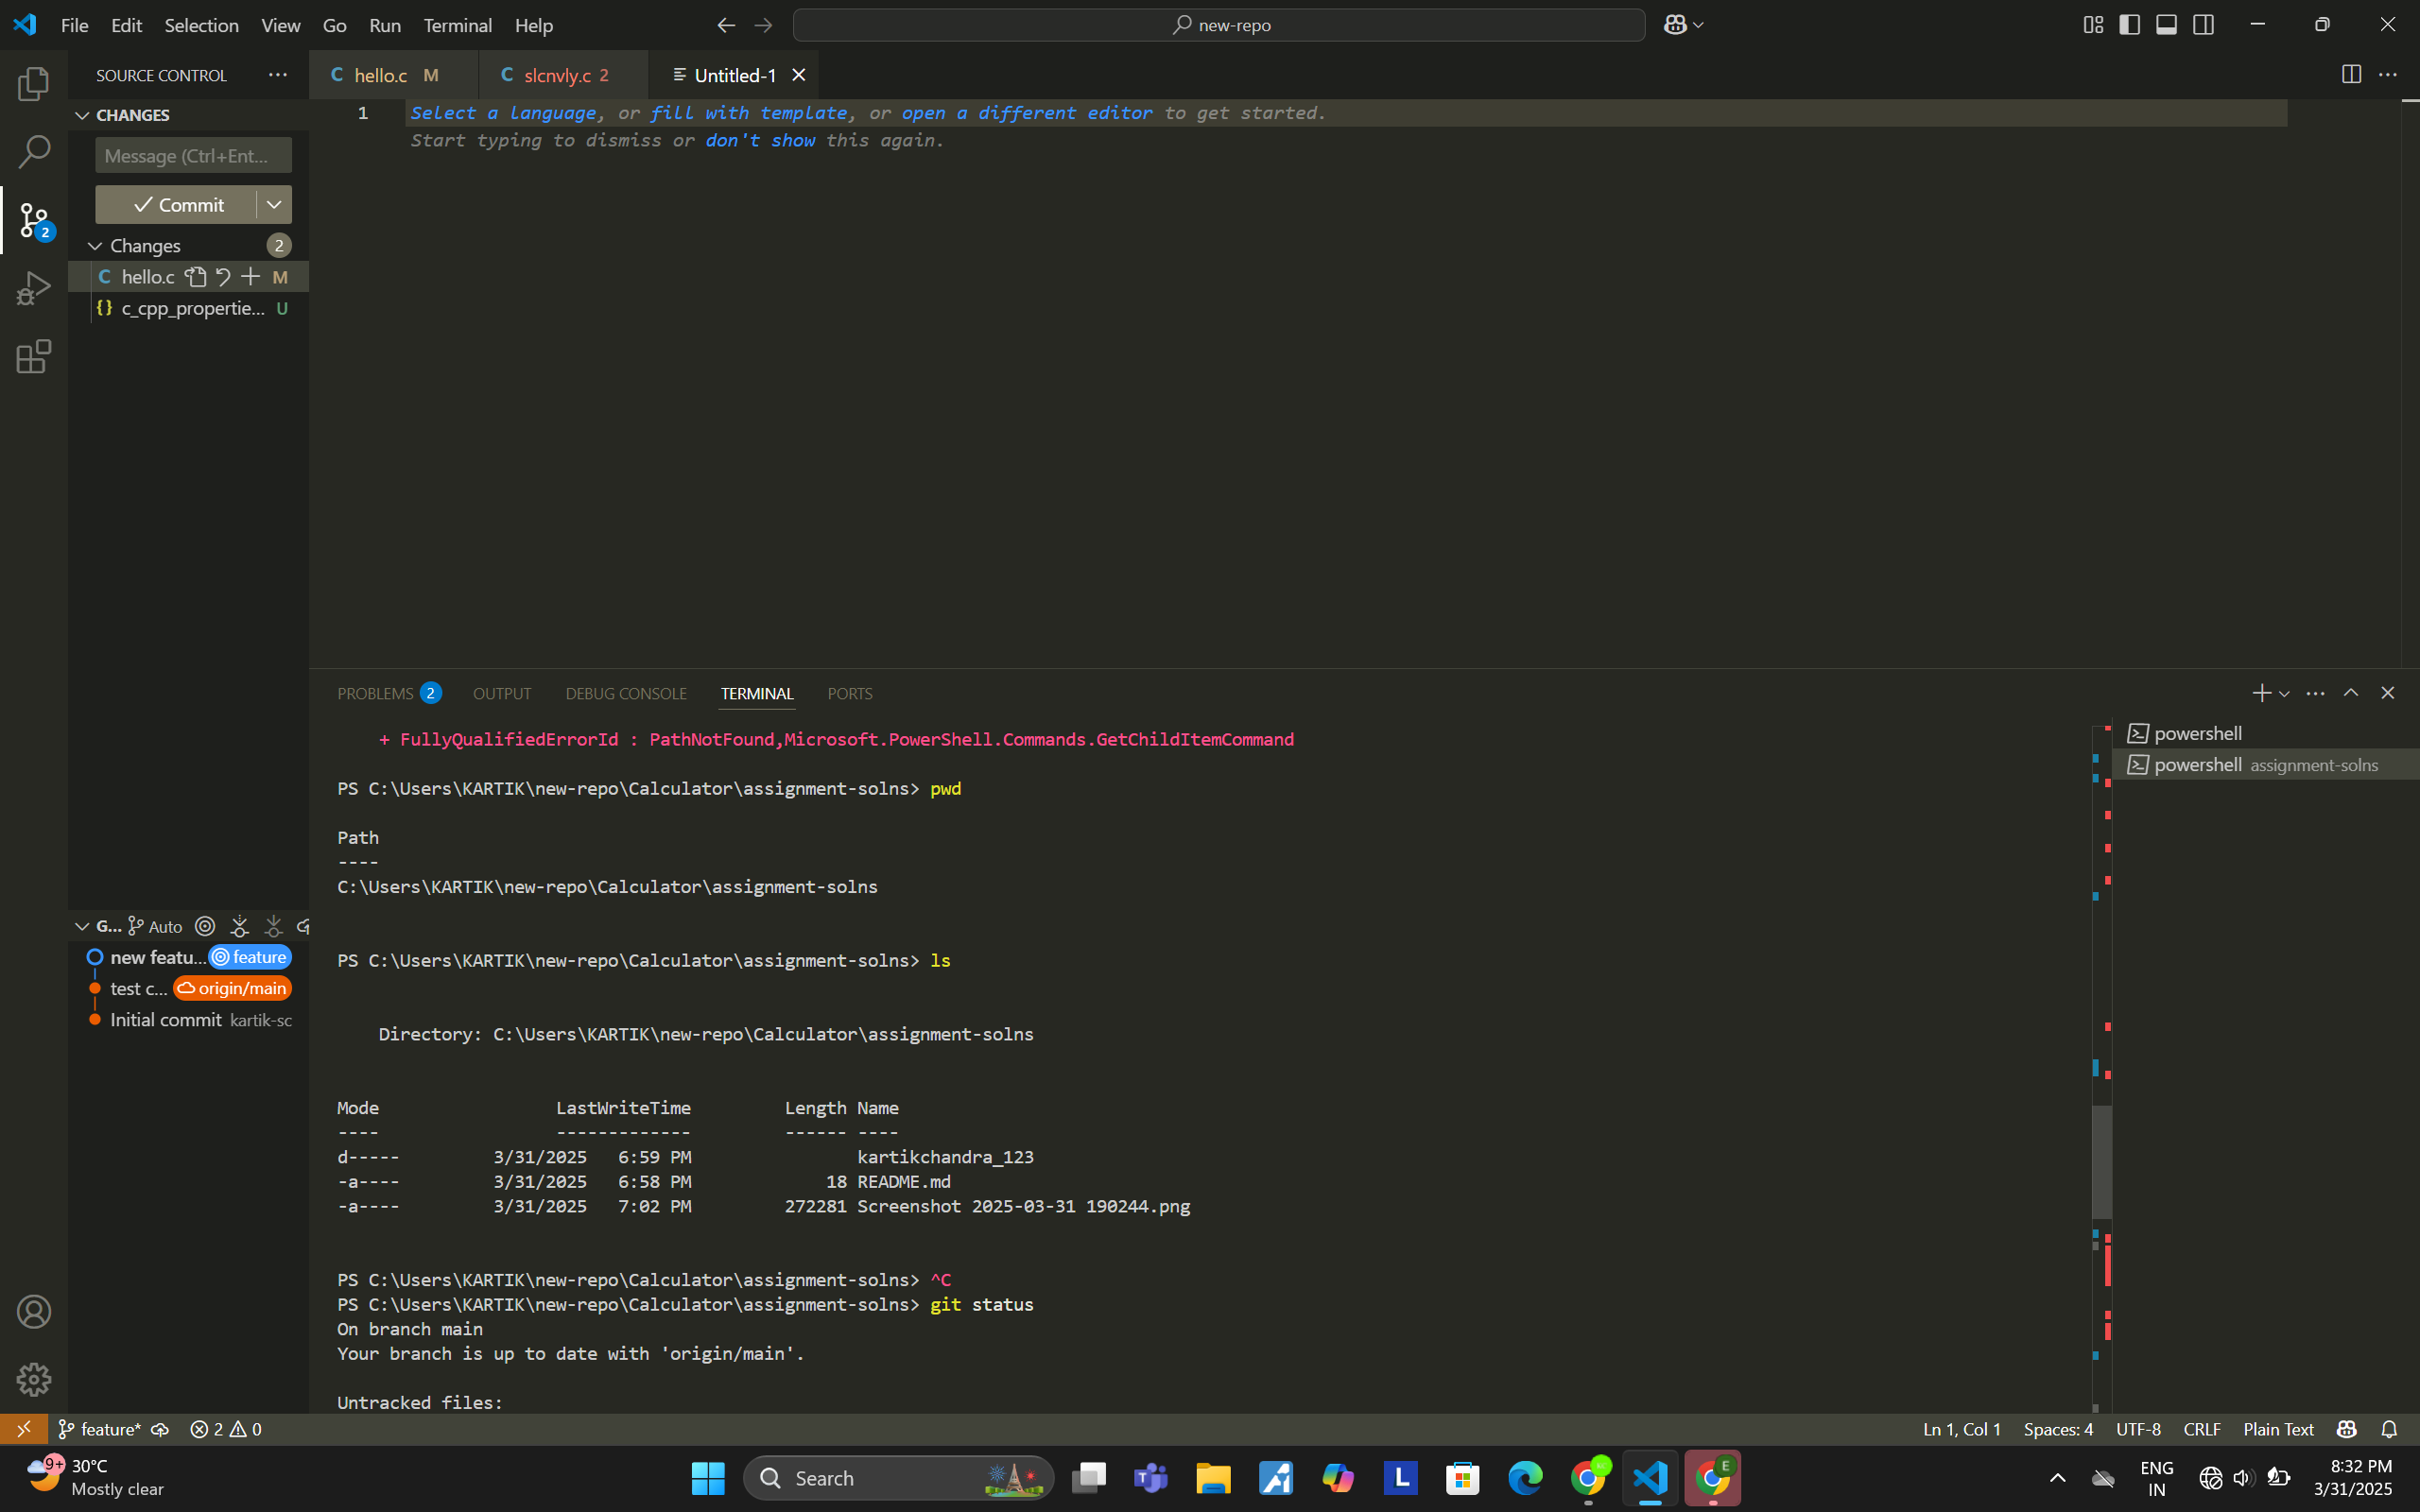 File Edit Selection View Go Run Terminal Help
new-repo
SOURCE CONTROL
hello.c M
slcnvly.c 2
Untitled-1
CHANGES
Message (Ctrl+Ent...
Commit
Changes 2
hello.c M
c_cpp_propertie... U
2
1 Select a language, or fill with template, or open a different editor to get started.
Start typing to dismiss or don't show this again.
PROBLEMS 2 OUTPUT DEBUG CONSOLE TERMINAL PORTS
+ FullyQualifiedErrorId : PathNotFound,Microsoft.PowerShell.Commands.GetChildItemCommand
PS C:\Users\KARTIK\new-repo\Calculator\assignment-solns> pwd
Path
----
C:\Users\KARTIK\new-repo\Calculator\assignment-solns
PS C:\Users\KARTIK\new-repo\Calculator\assignment-solns> ls
Directory: C:\Users\KARTIK\new-repo\Calculator\assignment-solns
Mode LastWriteTime Length Name
---- ------------- ------ ----
d----- 3/31/2025 6:59 PM kartikchandra_123
-a---- 3/31/2025 6:58 PM 18 README.md
-a---- 3/31/2025 7:02 PM 272281 Screenshot 2025-03-31 190244.png
PS C:\Users\KARTIK\new-repo\Calculator\assignment-solns> ^C
PS C:\Users\KARTIK\new-repo\Calculator\assignment-solns> git status
On branch main
Your branch is up to date with 'origin/main'.
Untracked files:
powershell
powershell assignment-solns
G... Auto
new featu... feature
test c... origin/main
Initial commit kartik-sc
feature* 2 0
Ln 1, Col 1 Spaces: 4 UTF-8 CRLF Plain Text
9+
30°C
Mostly clear
Search
T
L
E
ENG
IN
8:32 PM
3/31/2025